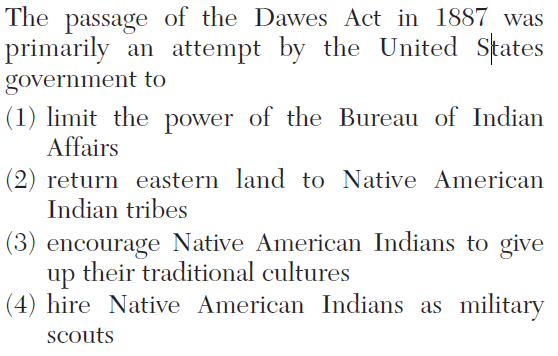 The passage of the Dawes Act in 1887 was
primarily an attempt by the United States
government to
(1) limit the power of the Bureau of Indian
Affairs
(2) return eastern land to Native American
Indian tribes
(3) encourage Native American Indians to give
up their traditional cultures
(4) hire Native American Indians as military
scouts